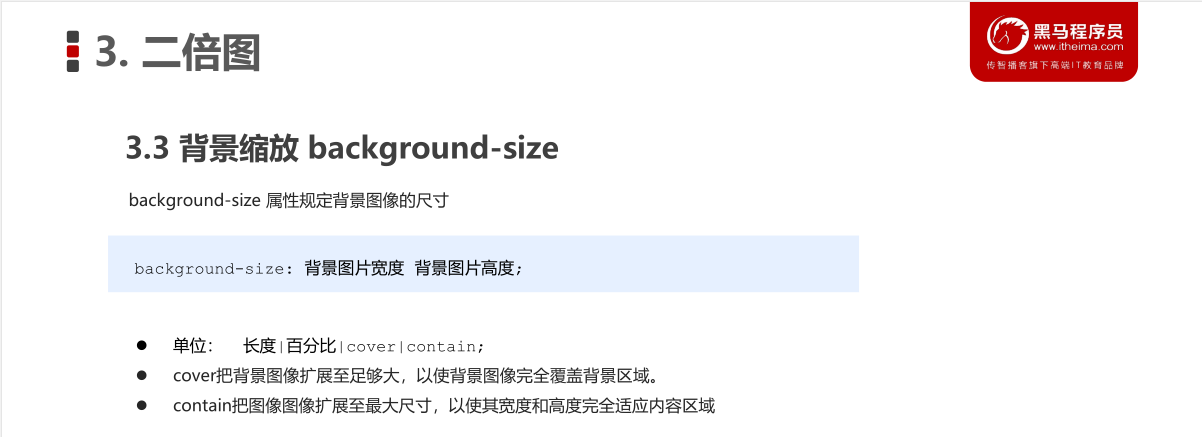 3. 二倍图
黑马程序员
www.itheima.com
传智播客旗下高端IT教育品牌
3.3 背景缩放 background-size
background-size 属性规定背景图像的尺寸
background-size: 背景图片宽度 背景图片高度;
单位： 长度|百分比|cover|contain;
cover把背景图像扩展至足够大，以使背景图像完全覆盖背景区域。
contain把图像图像扩展至最大尺寸，以使其宽度和高度完全适应内容区域